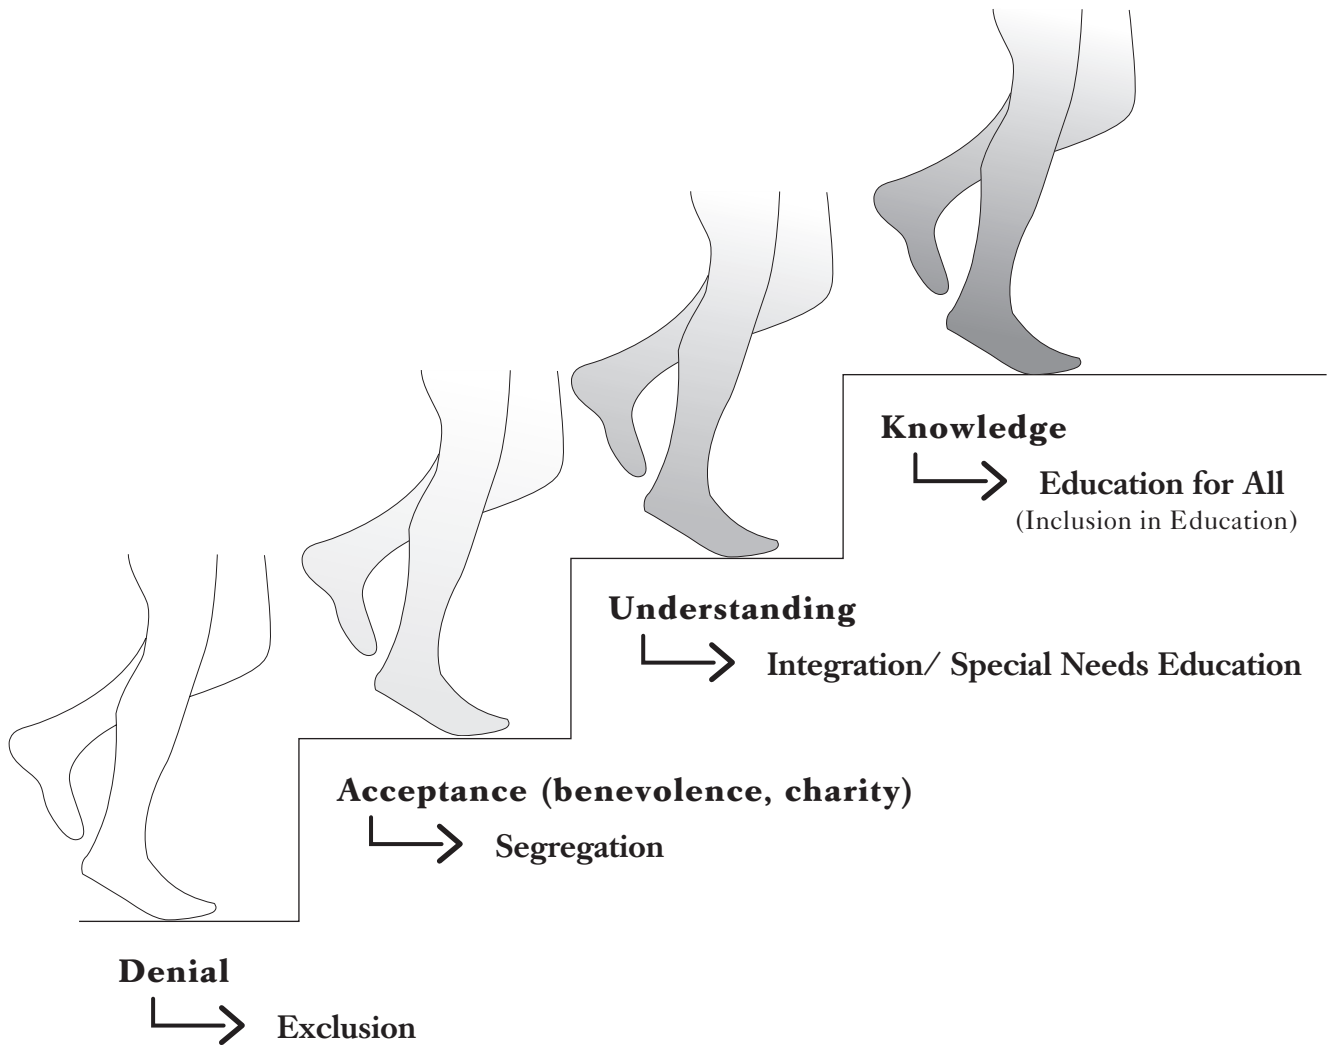 Knowledge
Education for All
(Inclusion in Education)
Understanding
Integration/ Special Needs Education
Acceptance (benevolence, charity)
Segregation
Denial
Exclusion